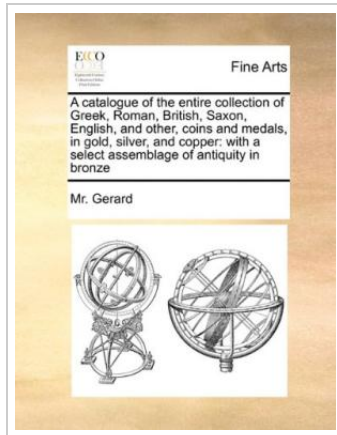 ECCO
Fine Arts
A catalogue of the entire collection of
Greek, Roman, British, Saxon,
English, and other, coins and medals,
in gold, silver, and copper: with a
select assemblage of antiquity in
bronze
Mr. Gerard